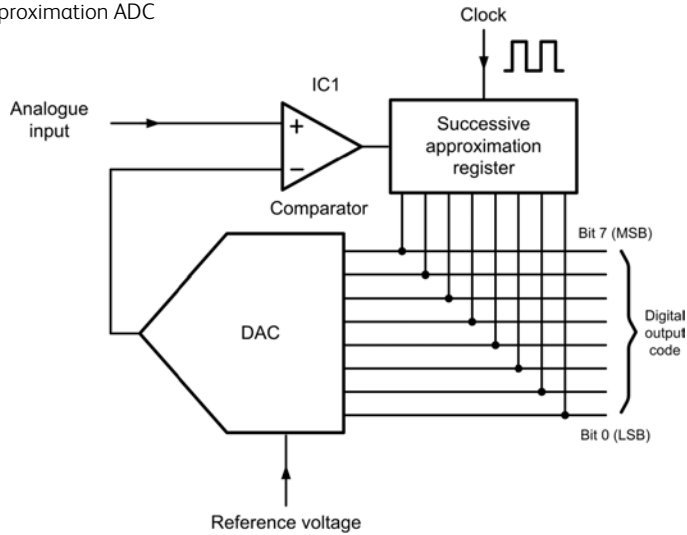 proximation ADC
Clock
IC1
Analogue
input
+
−
Successive
approximation
register
Comparator
Bit 7 (MSB)
DAC
Digital
output
code
Bit 0 (LSB)
Reference voltage